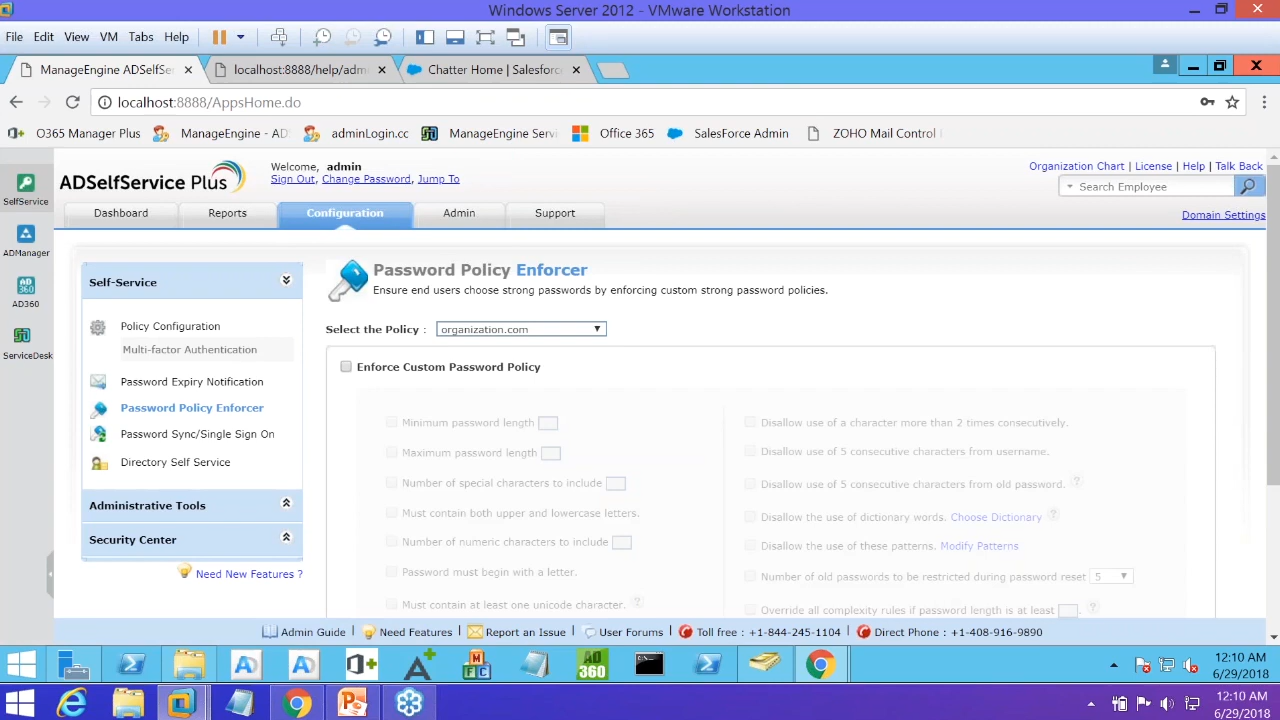 Windows Server 2012 - VMware Workstation
File Edit View VM Tabs Help
ManageEngine ADSelfSe localhost:8888/help/adm Chatter Home | Salesforc
localhost:8888/AppsHome.do
O365 Manager Plus ManageEngine - AD adminLogin.cc ManageEngine Servi Office 365 SalesForce Admin ZOHO Mail Control
SelfService
ADManager
AD360
ServiceDesk
ADSelfService Plus
Welcome, admin
Sign Out, Change Password, Jump To
Organization Chart | License | Help | Talk Back
Search Employee
Dashboard Reports Configuration Admin Support
Domain Settings
Self-Service
Policy Configuration
Multi-factor Authentication
Password Expiry Notification
Password Policy Enforcer
Password Sync/Single Sign On
Directory Self Service
Administrative Tools
Security Center
Need New Features ?
Password Policy Enforcer
Ensure end users choose strong passwords by enforcing custom strong password policies.
Select the Policy : organization.com
Enforce Custom Password Policy
Minimum password length
Maximum password length
Number of special characters to include
Must contain both upper and lowercase letters.
Number of numeric characters to include
Password must begin with a letter.
Must contain at least one unicode character. ?
Disallow use of a character more than 2 times consecutively.
Disallow use of 5 consecutive characters from username.
Disallow use of 5 consecutive characters from old password. ?
Disallow the use of dictionary words. Choose Dictionary ?
Disallow the use of these patterns. Modify Patterns
Number of old passwords to be restricted during password reset 5
Override all complexity rules if password length is at least . ?
Admin Guide | Need Features | Report an Issue | User Forums | Toll free : +1-844-245-1104 | Direct Phone : +1-408-916-9890
AD 360
12:10 AM
6/29/2018
12:10 AM
6/29/2018